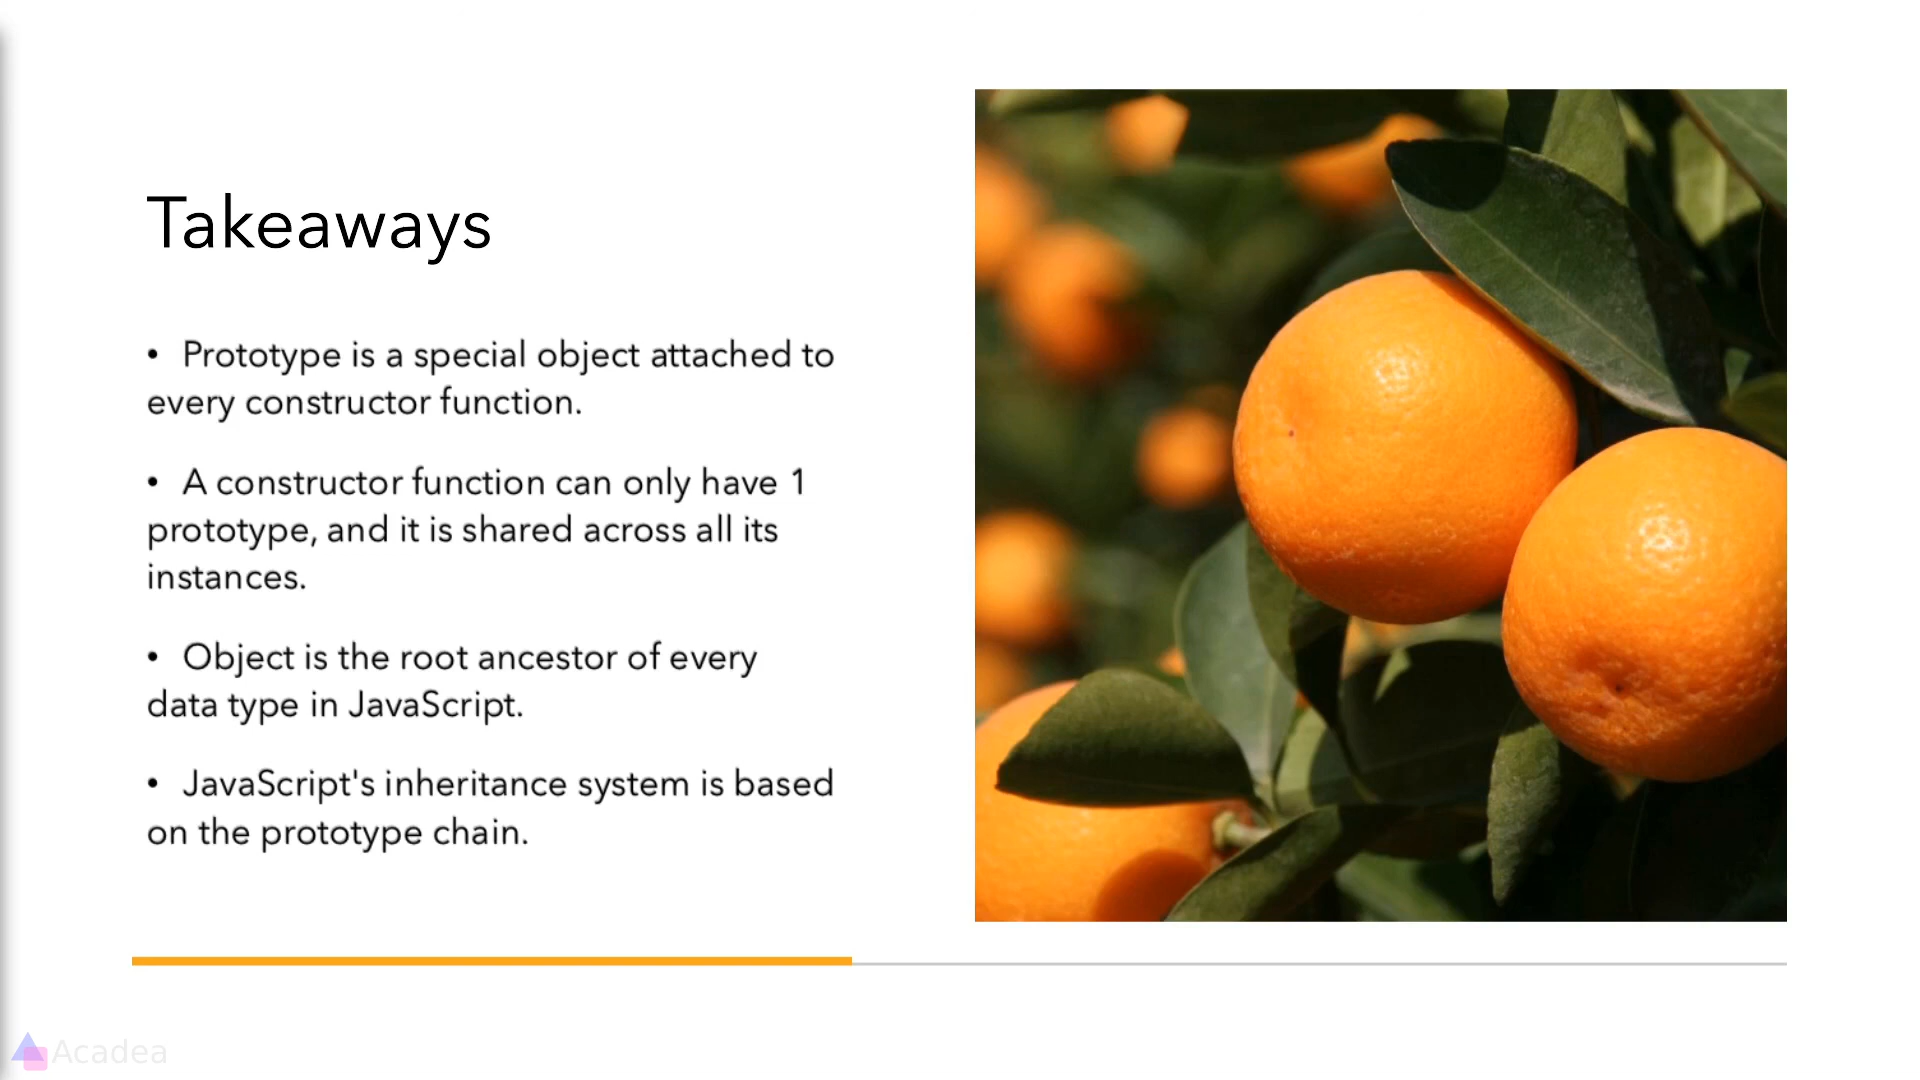 Takeaways
• Prototype is a special object attached to
every constructor function.
• A constructor function can only have 1
prototype, and it is shared across all its
instances.
• Object is the root ancestor of every
data type in JavaScript.
• JavaScript's inheritance system is based
on the prototype chain.
Acadea